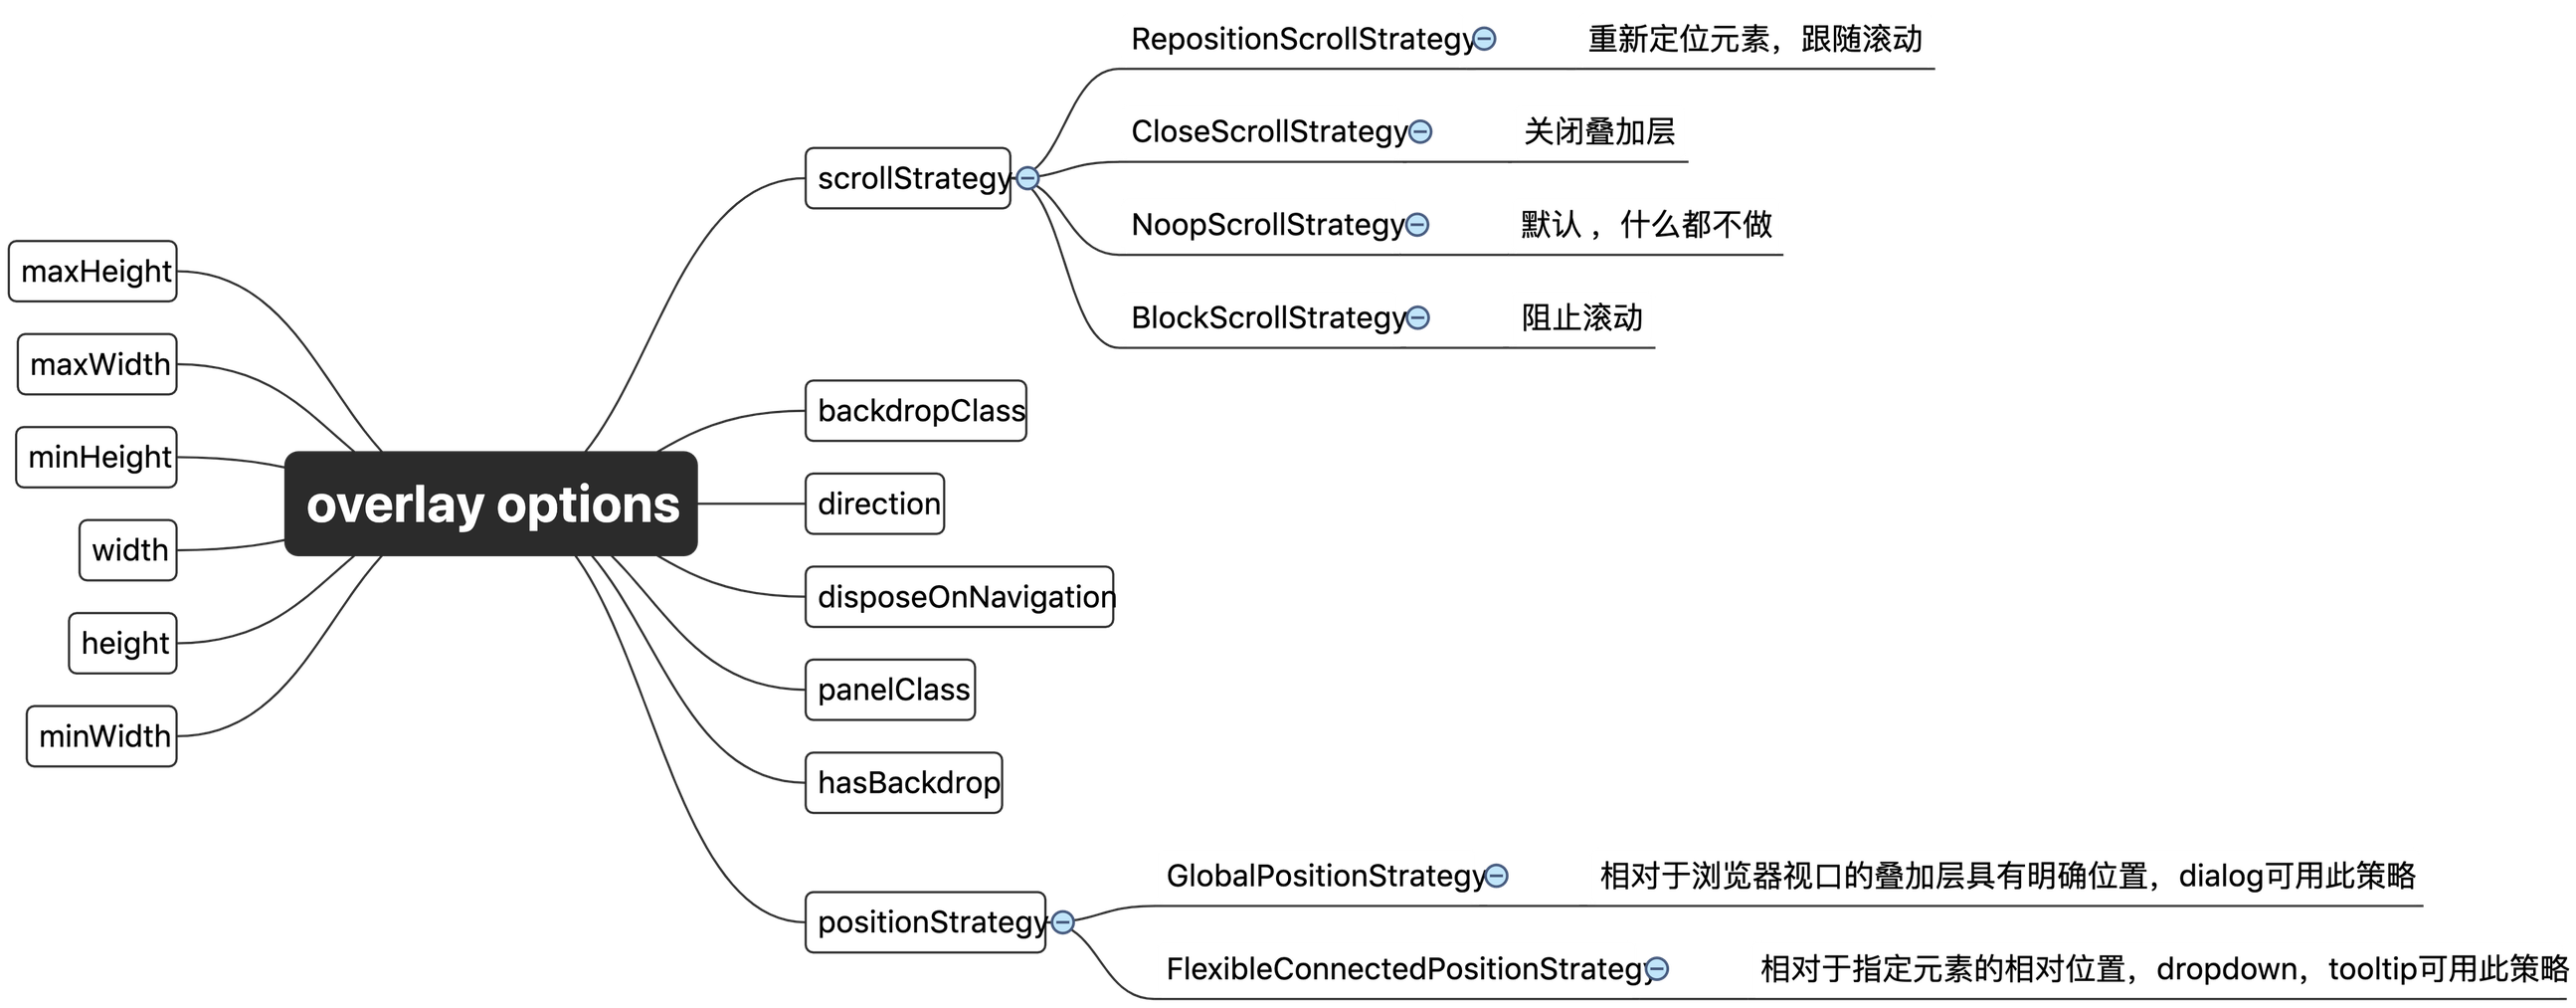 RepositionScrollStrategy 重新定位元素，跟随滚动
CloseScrollStrategy 关闭叠加层
scrollStrategy
NoopScrollStrategy 默认 ，什么都不做
BlockScrollStrategy 阻止滚动
maxHeight
maxWidth
minHeight
width
height
minWidth
overlay options
backdropClass
direction
disposeOnNavigation
panelClass
hasBackdrop
positionStrategy
GlobalPositionStrategy 相对于浏览器视口的叠加层具有明确位置，dialog可用此策略
FlexibleConnectedPositionStrategy 相对于指定元素的相对位置，dropdown，tooltip可用此策略